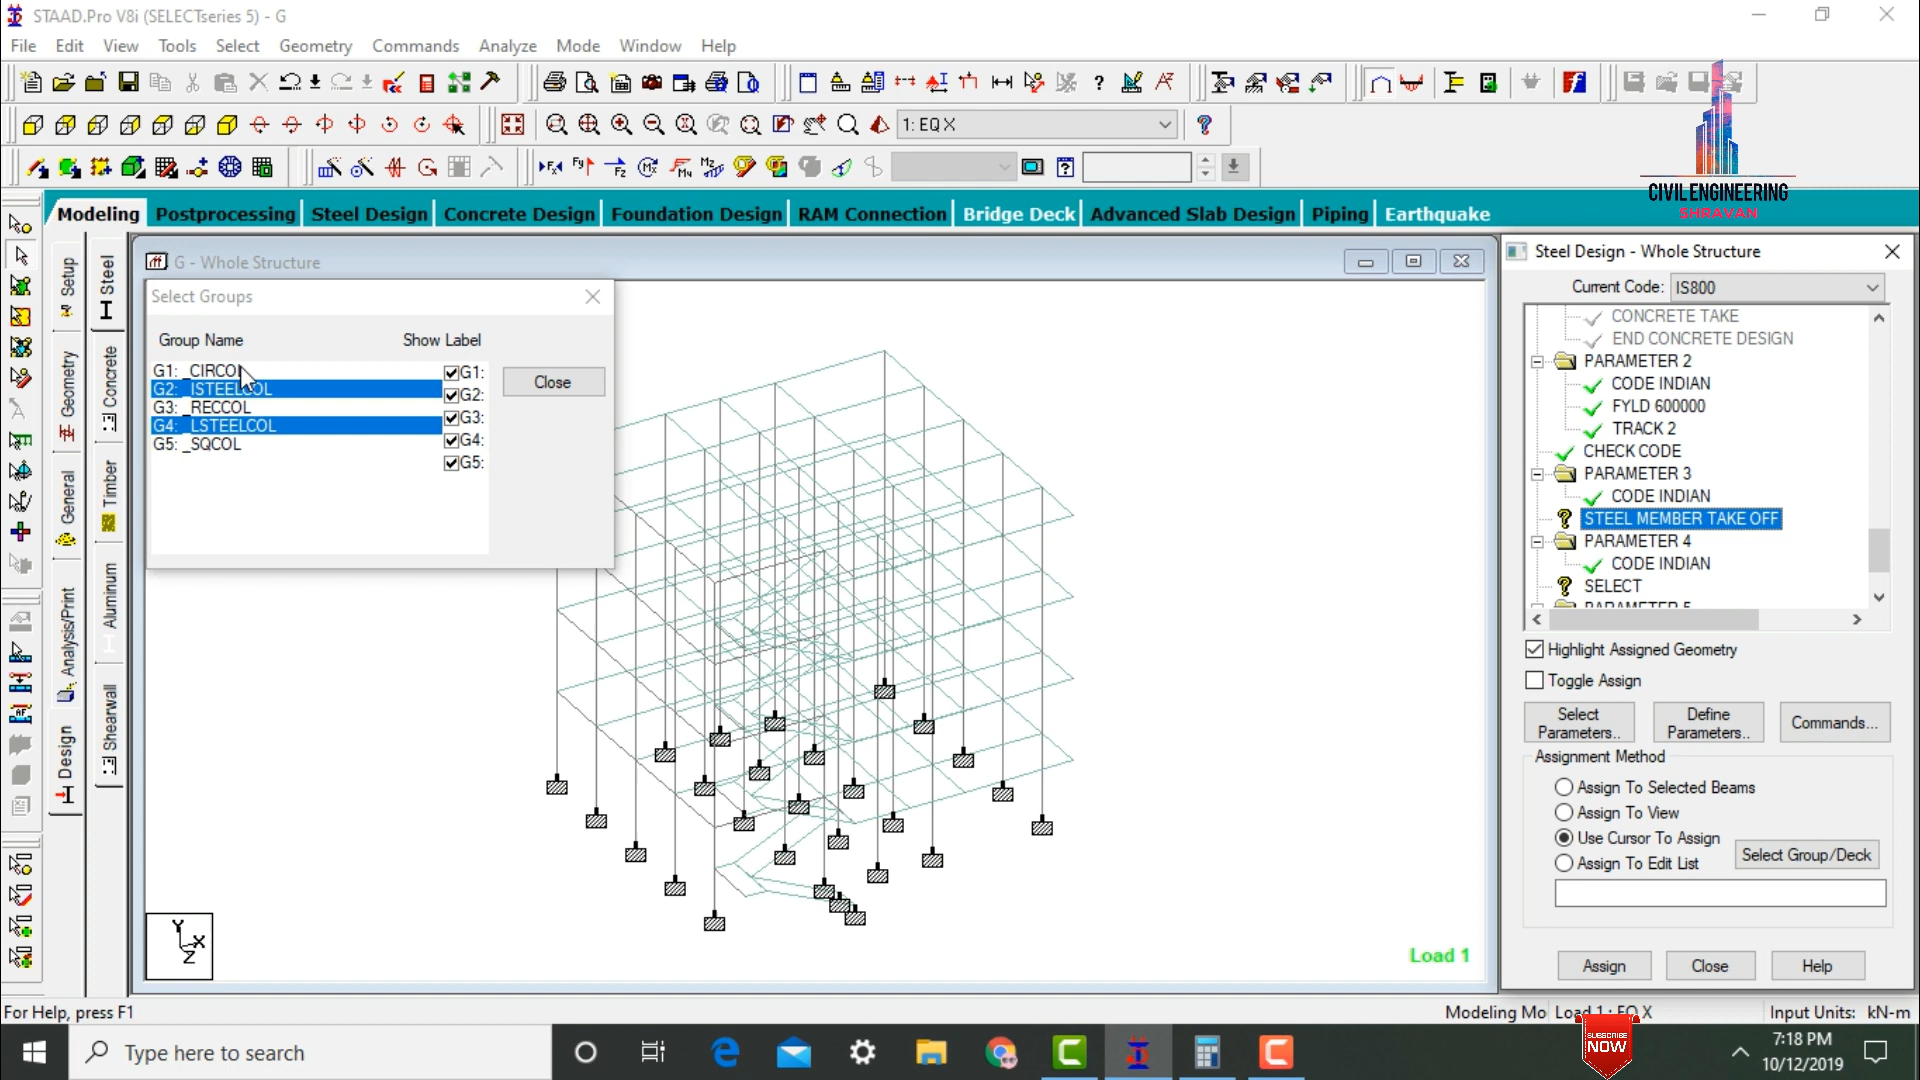 STAAD.Pro V8i (SELECTseries 5) - G
File Edit View Tools Select Geometry Commands Analyze Mode Window Help
1: EQ X
Modeling Postprocessing Steel Design Concrete Design Foundation Design RAM Connection Bridge Deck Advanced Slab Design Piping Earthquake
CIVILENGINEERING
SHRAVAN
Setup
Geometry
General
Analysis/Print
Design
Steel
Concrete
Timber
Aluminum
Shearwall
G - Whole Structure
Select Groups
Group Name Show Label
G1: _CIRCOL
G2: _ISTEELCOL
G3: _RECCOL
G4: _LSTEELCOL
G5: _SQCOL
G1:
G2:
G3:
G4:
G5:
Close
Y
X
Z
Load 1
Steel Design - Whole Structure
Current Code: IS800
CONCRETE TAKE
END CONCRETE DESIGN
PARAMETER 2
CODE INDIAN
FYLD 600000
TRACK 2
CHECK CODE
PARAMETER 3
CODE INDIAN
STEEL MEMBER TAKE OFF
PARAMETER 4
CODE INDIAN
SELECT
PARAMETER 5
Highlight Assigned Geometry
Toggle Assign
Select Parameters..
Define Parameters..
Commands...
Assignment Method
Assign To Selected Beams
Assign To View
Use Cursor To Assign
Assign To Edit List
Select Group/Deck
Assign Close Help
For Help, press F1
Modeling Mo Load 1 : EQ X Input Units: kN-m
Type here to search
SUBSCRIBE
NOW
7:18 PM
10/12/2019